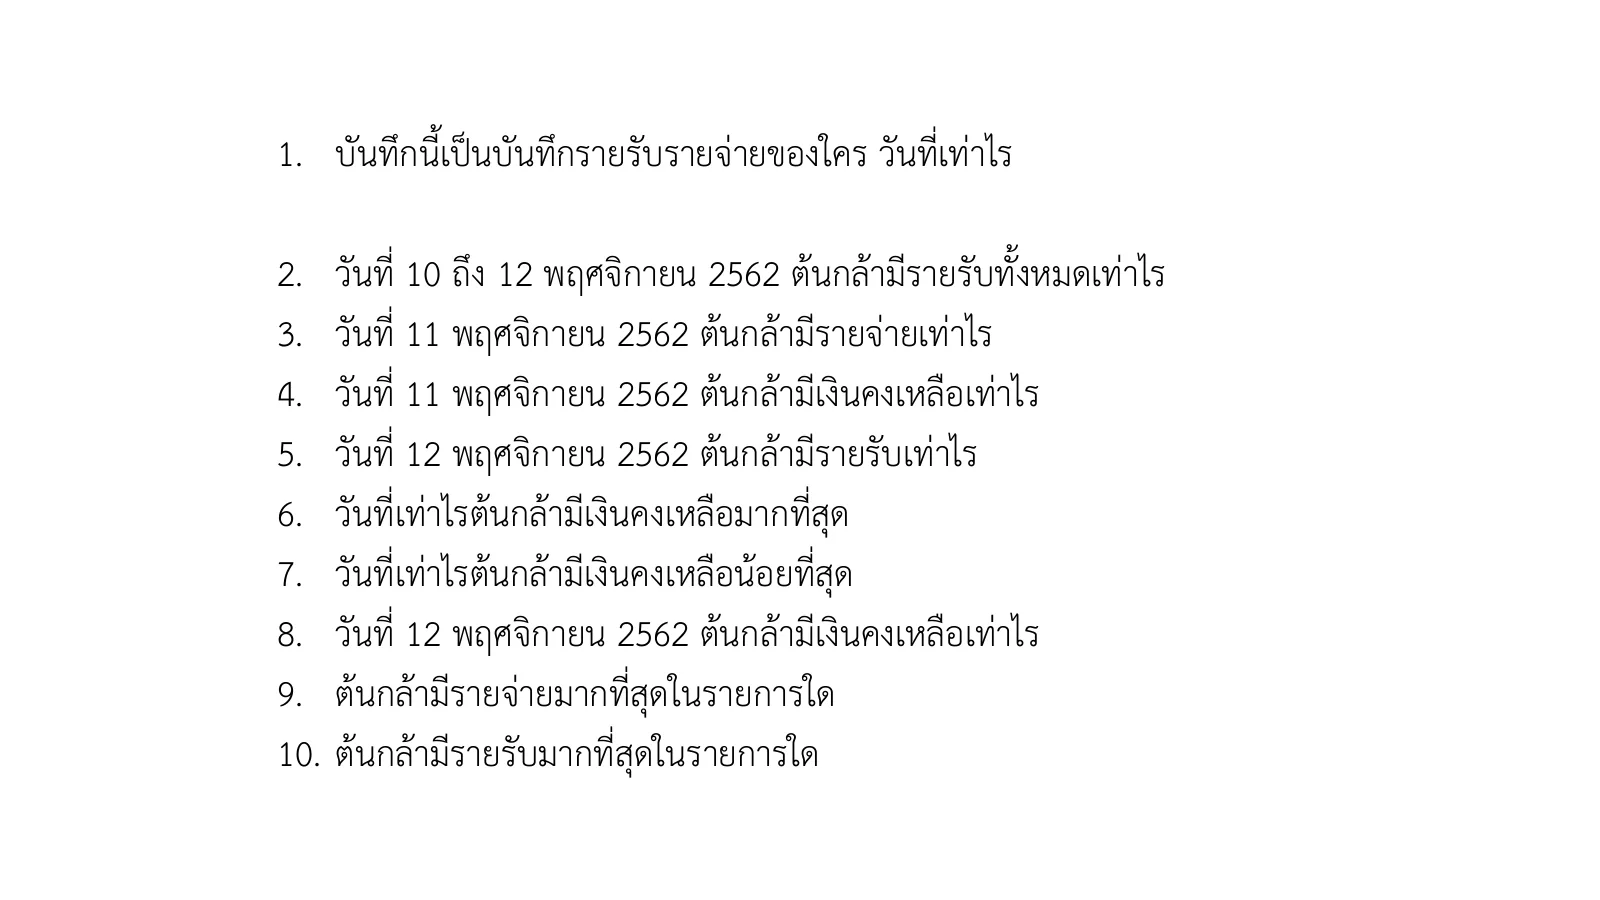 1. บันทึกนี้เป็นบันทึกรายรับรายจ่ายของใคร วันที่เท่าไร
2. วันที่ 10 ถึง 12 พฤศจิกายน 2562 ต้นกล้ามีรายรับทั้งหมดเท่าไร
3. วันที่ 11 พฤศจิกายน 2562 ต้นกล้ามีรายจ่ายเท่าไร
4. วันที่ 11 พฤศจิกายน 2562 ต้นกล้ามีเงินคงเหลือเท่าไร
5. วันที่ 12 พฤศจิกายน 2562 ต้นกล้ามีรายรับเท่าไร
6. วันที่เท่าไรต้นกล้ามีเงินคงเหลือมากที่สุด
7. วันที่เท่าไรต้นกล้ามีเงินคงเหลือน้อยที่สุด
8. วันที่ 12 พฤศจิกายน 2562 ต้นกล้ามีเงินคงเหลือเท่าไร
9. ต้นกล้ามีรายจ่ายมากที่สุดในรายการใด
10. ต้นกล้ามีรายรับมากที่สุดในรายการใด